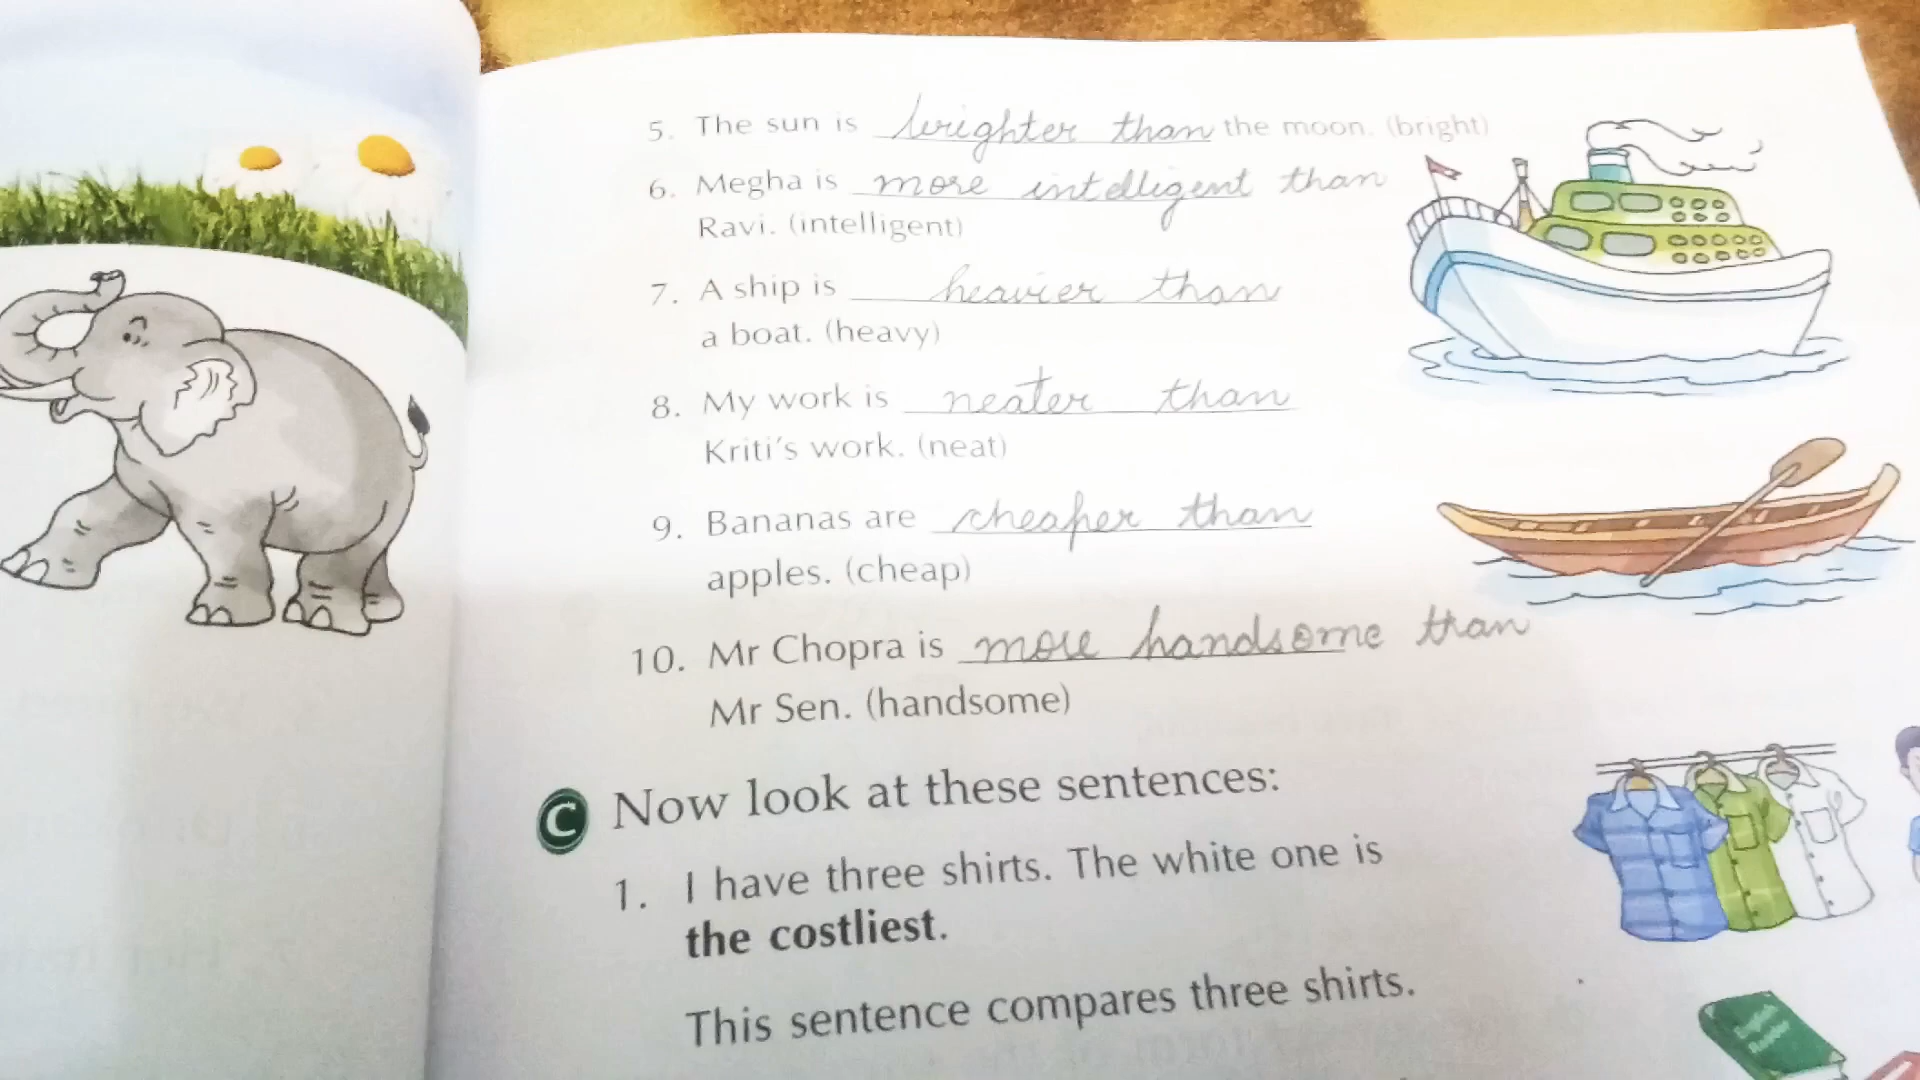 5. The sun is brighter than the moon. (bright)
6. Megha is more intelligent than
Ravi. (intelligent)
7. A ship is heavier than
a boat. (heavy)
8. My work is neater than
Kriti's work. (neat)
9. Bananas are cheaper than
apples. (cheap)
10. Mr Chopra is more handsome than
Mr Sen. (handsome)
C Now look at these sentences:
1. I have three shirts. The white one is
the costliest.
This sentence compares three shirts.